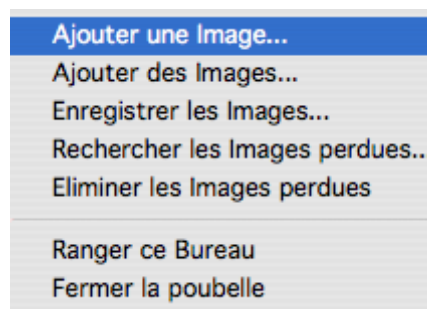 Ajouter une Image...
Ajouter des Images...
Enregistrer les Images...
Rechercher les Images perdues..
Eliminer les Images perdues
Ranger ce Bureau
Fermer la poubelle